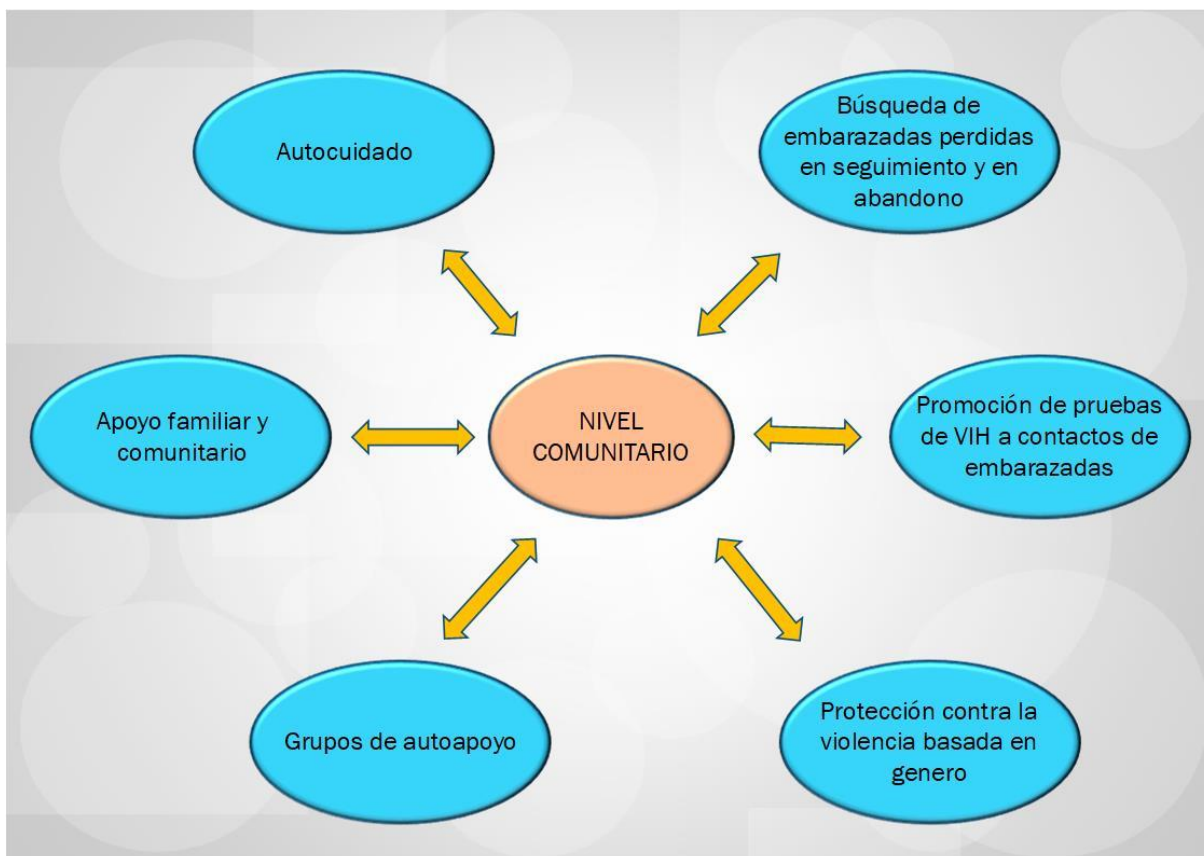 Autocuidado
Búsqueda de
embarazadas perdidas
en seguimiento y en
abandono
Apoyo familiar y
comunitario
NIVEL
COMUNITARIO
Promoción de pruebas
de VIH a contactos de
embarazadas
Grupos de autoapoyo
Protección contra la
violencia basada en
genero